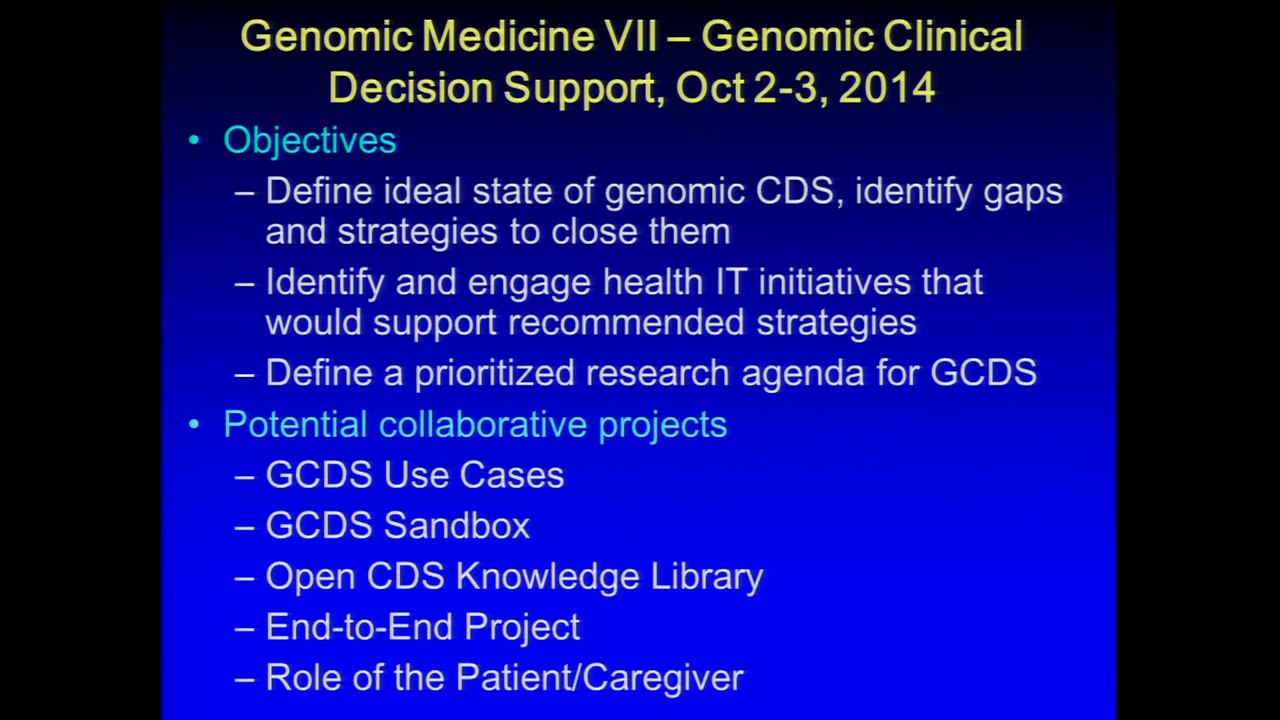 Genomic Medicine VII – Genomic Clinical
Decision Support, Oct 2-3, 2014
• Objectives
– Define ideal state of genomic CDS, identify gaps
and strategies to close them
– Identify and engage health IT initiatives that
would support recommended strategies
– Define a prioritized research agenda for GCDS
• Potential collaborative projects
– GCDS Use Cases
– GCDS Sandbox
– Open CDS Knowledge Library
– End-to-End Project
– Role of the Patient/Caregiver